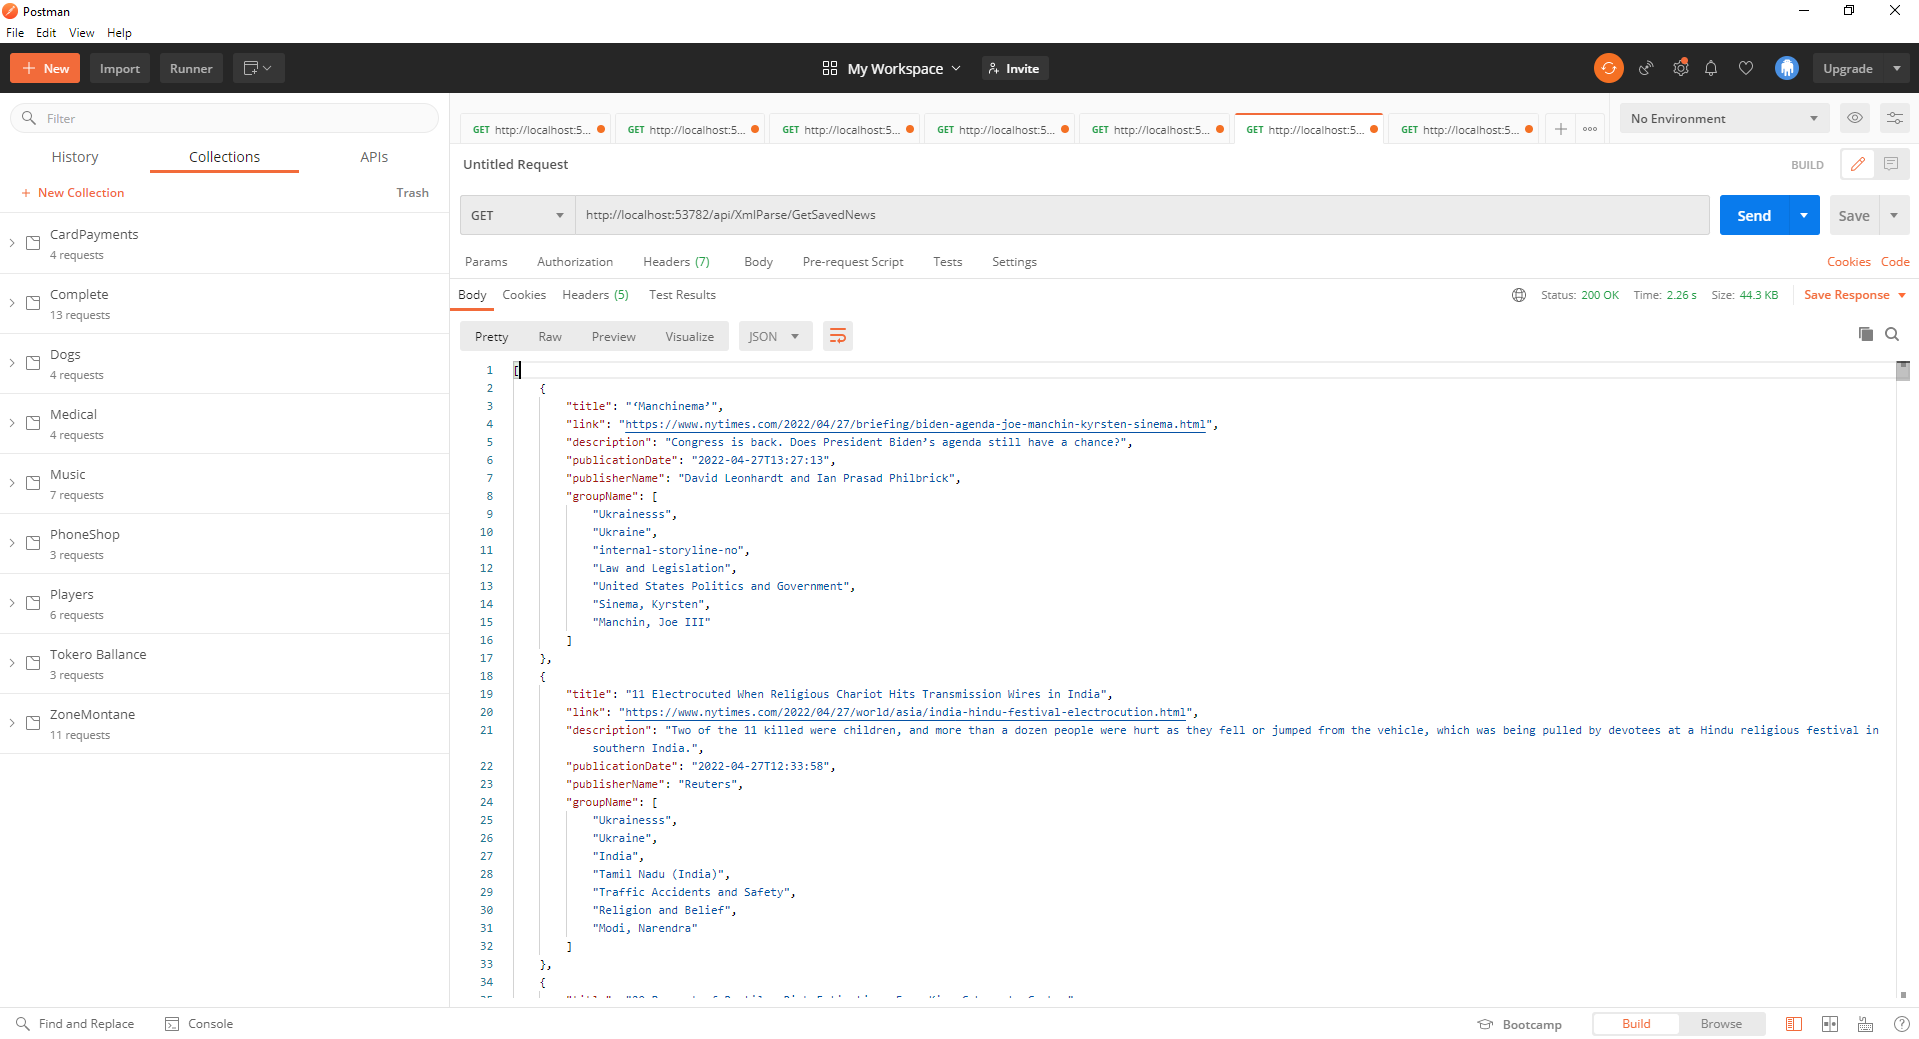 Postman
File Edit View Help
New Import Runner My Workspace Invite Upgrade
Filter
History Collections APIs
+ New Collection Trash
CardPayments
4 requests
Complete
13 requests
Dogs
4 requests
Medical
4 requests
Music
7 requests
PhoneShop
3 requests
Players
6 requests
Tokero Ballance
3 requests
ZoneMontane
11 requests
GET http://localhost:5... GET http://localhost:5... GET http://localhost:5... GET http://localhost:5... GET http://localhost:5... GET http://localhost:5... GET http://localhost:5... No Environment
Untitled Request BUILD
GET http://localhost:53782/api/XmlParse/GetSavedNews Send Save
Params Authorization Headers (7) Body Pre-request Script Tests Settings Cookies Code
Body Cookies Headers (5) Test Results Status: 200 OK Time: 2.26 s Size: 44.3 KB Save Response
Pretty Raw Preview Visualize JSON
1 [
2 {
3 "title": "‘Manchinema’",
4 "link": "https://www.nytimes.com/2022/04/27/briefing/biden-agenda-joe-manchin-kyrsten-sinema.html",
5 "description": "Congress is back. Does President Biden’s agenda still have a chance?",
6 "publicationDate": "2022-04-27T13:27:13",
7 "publisherName": "David Leonhardt and Ian Prasad Philbrick",
8 "groupName": [
9 "Ukrainesss",
10 "Ukraine",
11 "internal-storyline-no",
12 "Law and Legislation",
13 "United States Politics and Government",
14 "Sinema, Kyrsten",
15 "Manchin, Joe III"
16 ]
17 },
18 {
19 "title": "11 Electrocuted When Religious Chariot Hits Transmission Wires in India",
20 "link": "https://www.nytimes.com/2022/04/27/world/asia/india-hindu-festival-electrocution.html",
21 "description": "Two of the 11 killed were children, and more than a dozen people were hurt as they fell or jumped from the vehicle, which was being pulled by devotees at a Hindu religious festival in
southern India.",
22 "publicationDate": "2022-04-27T12:33:58",
23 "publisherName": "Reuters",
24 "groupName": [
25 "Ukrainesss",
26 "Ukraine",
27 "India",
28 "Tamil Nadu (India)",
29 "Traffic Accidents and Safety",
30 "Religion and Belief",
31 "Modi, Narendra"
32 ]
33 },
34 {
Find and Replace Console Bootcamp Build Browse